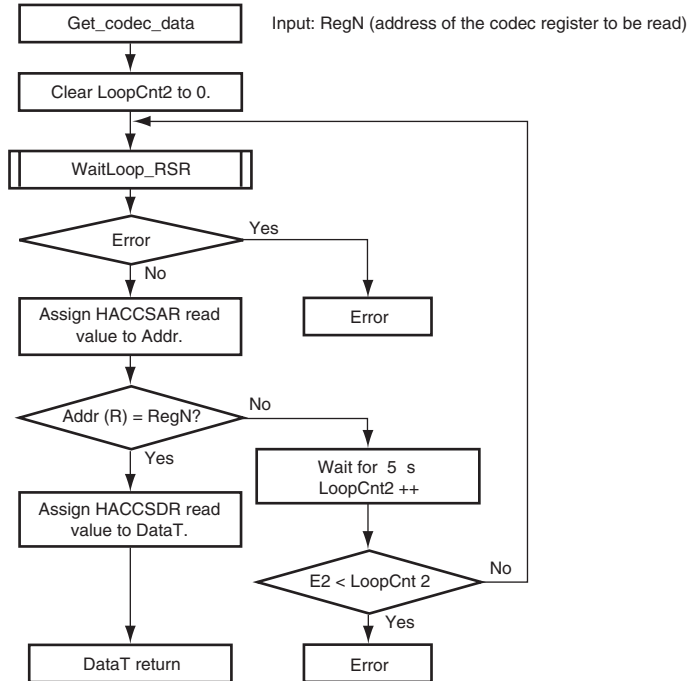 Get_codec_data
Input: RegN (address of the codec register to be read)
Clear LoopCnt2 to 0.
WaitLoop_RSR
Error
Yes
No
Error
Assign HACCSAR read
value to Addr.
Addr (R) = RegN?
No
Yes
Wait for 5 s
LoopCnt2 ++
Assign HACCSDR read
value to DataT.
E2 < LoopCnt 2
No
Yes
DataT return
Error